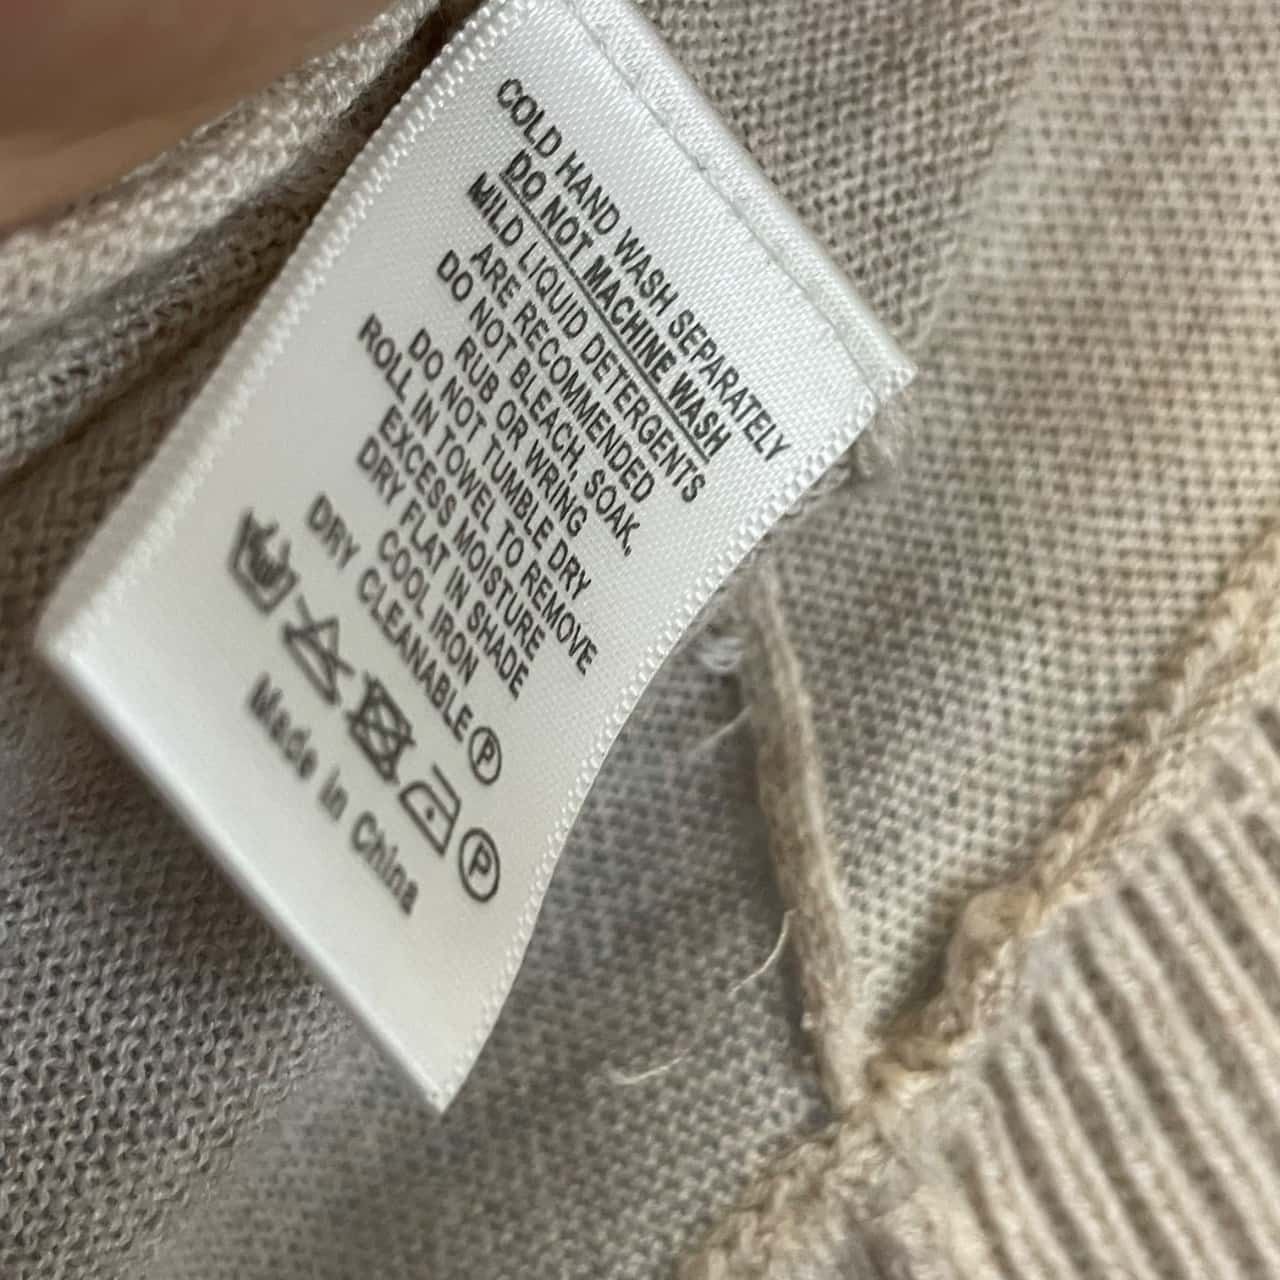 COLD HAND WASH SEPARATELY
DO NOT MACHINE WASH
MILD LIQUID DETERGENTS
ARE RECOMMENDED
DO NOT BLEACH, SOAK,
RUB OR WRING
DO NOT TUMBLE DRY
ROLL IN TOWEL TO REMOVE
EXCESS MOISTURE
DRY FLAT IN SHADE
COOL IRON
DRY CLEANABLE Ⓟ
Ⓟ
Made in China